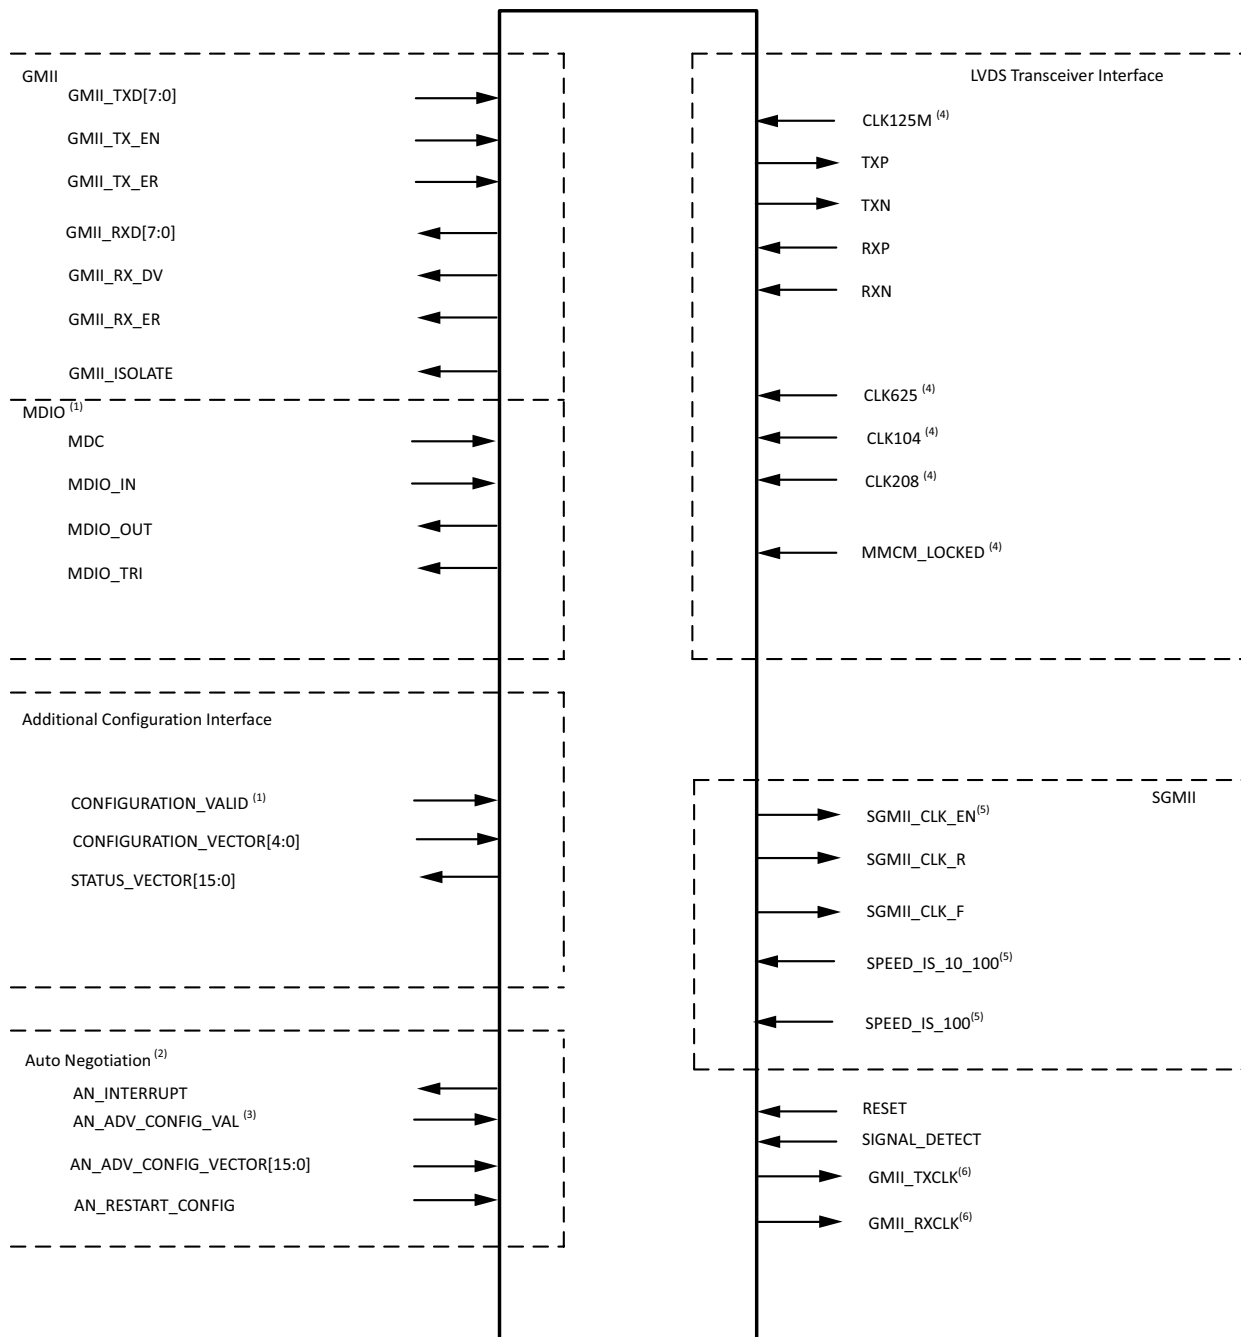 GMII
GMII_TXD[7:0]
GMII_TX_EN
GMII_TX_ER
GMII_RXD[7:0]
GMII_RX_DV
GMII_RX_ER
GMII_ISOLATE
MDIO (1)
MDC
MDIO_IN
MDIO_OUT
MDIO_TRI
Additional Configuration Interface
CONFIGURATION_VALID (1)
CONFIGURATION_VECTOR[4:0]
STATUS_VECTOR[15:0]
Auto Negotiation (2)
AN_INTERRUPT
AN_ADV_CONFIG_VAL (3)
AN_ADV_CONFIG_VECTOR[15:0]
AN_RESTART_CONFIG
LVDS Transceiver Interface
CLK125M (4)
TXP
TXN
RXP
RXN
CLK625 (4)
CLK104 (4)
CLK208 (4)
MMCM_LOCKED (4)
SGMII
SGMII_CLK_EN(5)
SGMII_CLK_R
SGMII_CLK_F
SPEED_IS_10_100(5)
SPEED_IS_100(5)
RESET
SIGNAL_DETECT
GMII_TXCLK(6)
GMII_RXCLK(6)